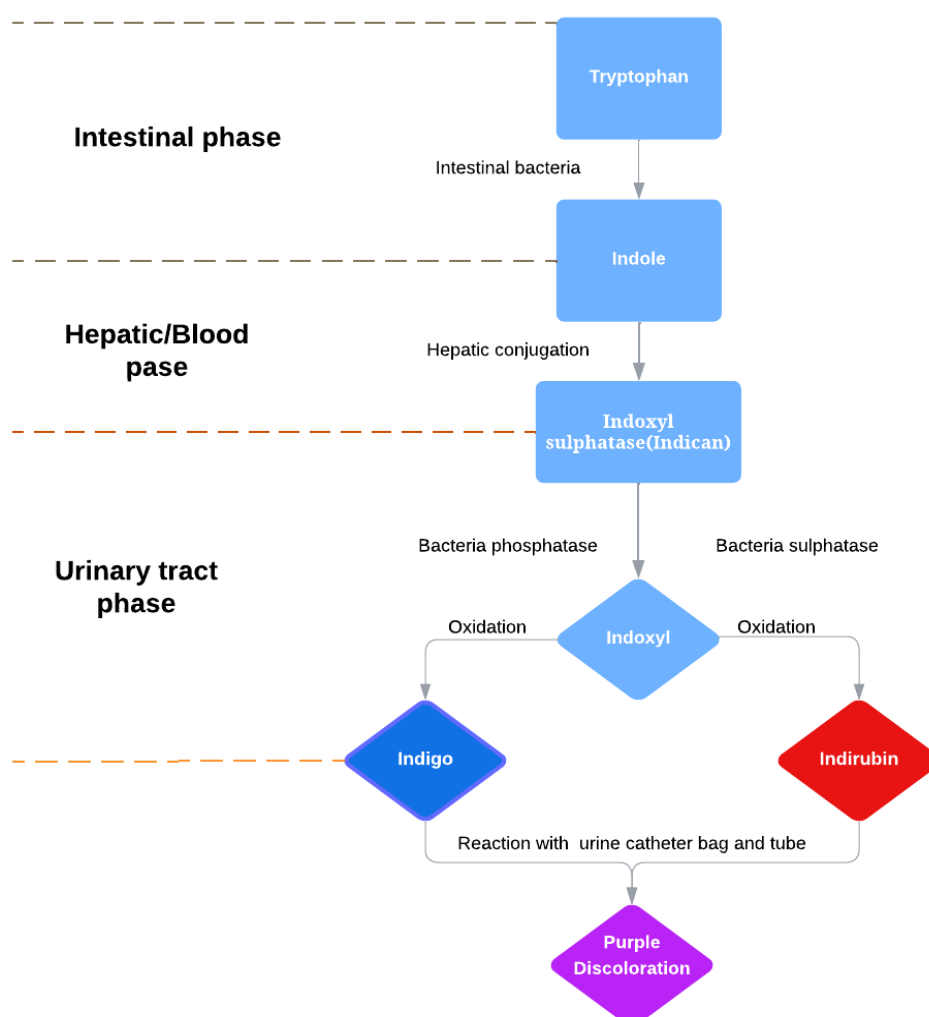 Tryptophan
Intestinal phase
Intestinal bacteria
Indole
Hepatic/Blood
pase
Hepatic conjugation
Indoxyl
sulphatase(Indican)
Urinary tract
phase
Bacteria phosphatase
Bacteria sulphatase
Oxidation
Indoxyl
Oxidation
Indigo
Indirubin
Reaction with  urine catheter bag and tube
Purple
Discoloration